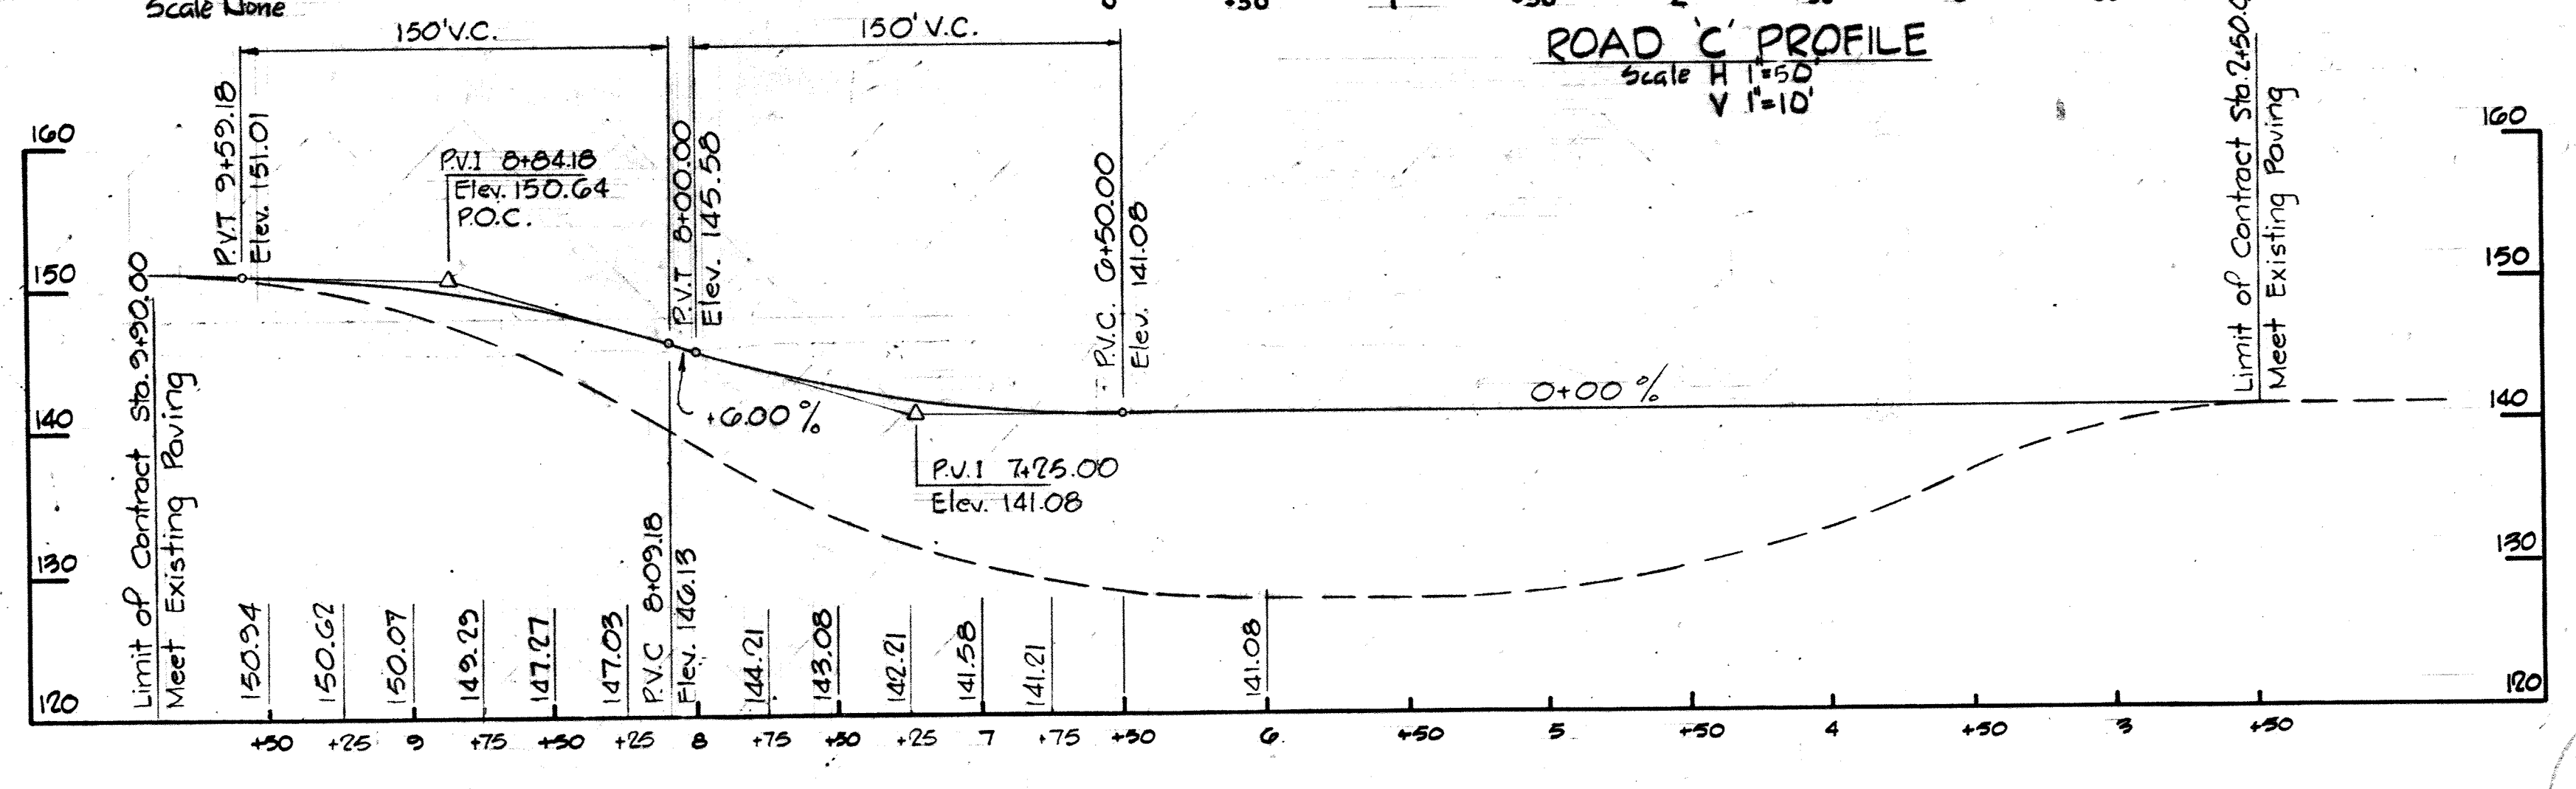 Scale None
150' V.C.
150' V.C.
ROAD 'C' PROFILE
Scale H 1"=50'
V 1"=10'
160
150
140
130
120
160
150
140
130
120
Limit of Contract Sta. 9+90.00
Meet Existing Paving
P.V.T 9+59.18
Elev. 151.01
P.V.I 8+84.18
Elev. 150.64
P.O.C.
P.V.T 8+00.00
Elev. 145.58
+6.00 %
P.V.C 8+09.18
Elev. 146.13
P.V.I 7+25.00
Elev. 141.08
P.V.C. 6+50.00
Elev. 141.08
0+00 %
Limit of Contract Sta. 2+50.0
Meet Existing Paving
150.94
150.62
150.07
149.29
147.27
147.03
144.21
143.08
142.21
141.58
141.21
141.08
+50 +25 9 +75 +50 +25 8 +75 +50 +25 7 +75 +50 6 +50 5 +50 4 +50 3 +50